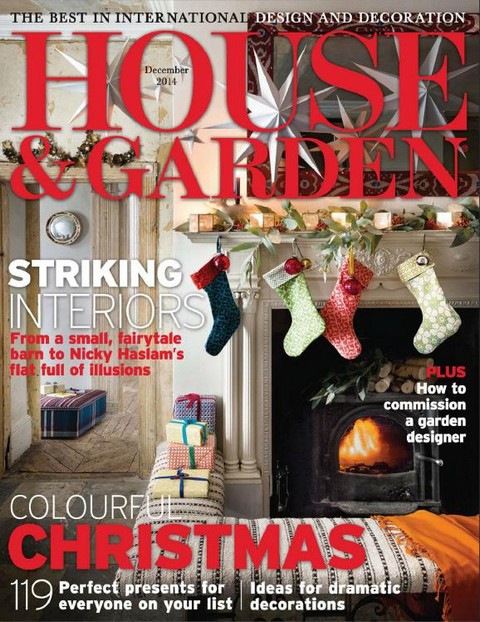 THE BEST IN INTERNATIONAL DESIGN AND DECORATION
HOUSE
December
2014
& GARDEN
STRIKING
INTERIORS
From a small, fairytale
barn to Nicky Haslam's
flat full of illusions
PLUS
How to
commission
a garden
designer
COLOURFUL
CHRISTMAS
119 Perfect presents for
everyone on your list
Ideas for dramatic
decorations